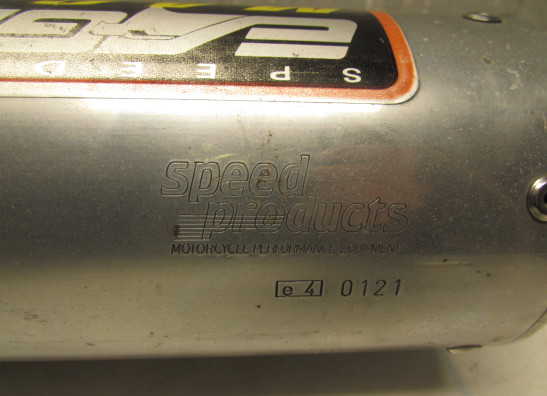 SPEED
speed
products
MOTORCYCLE PERFORMANCE EQUIPMENT
e 4 0121